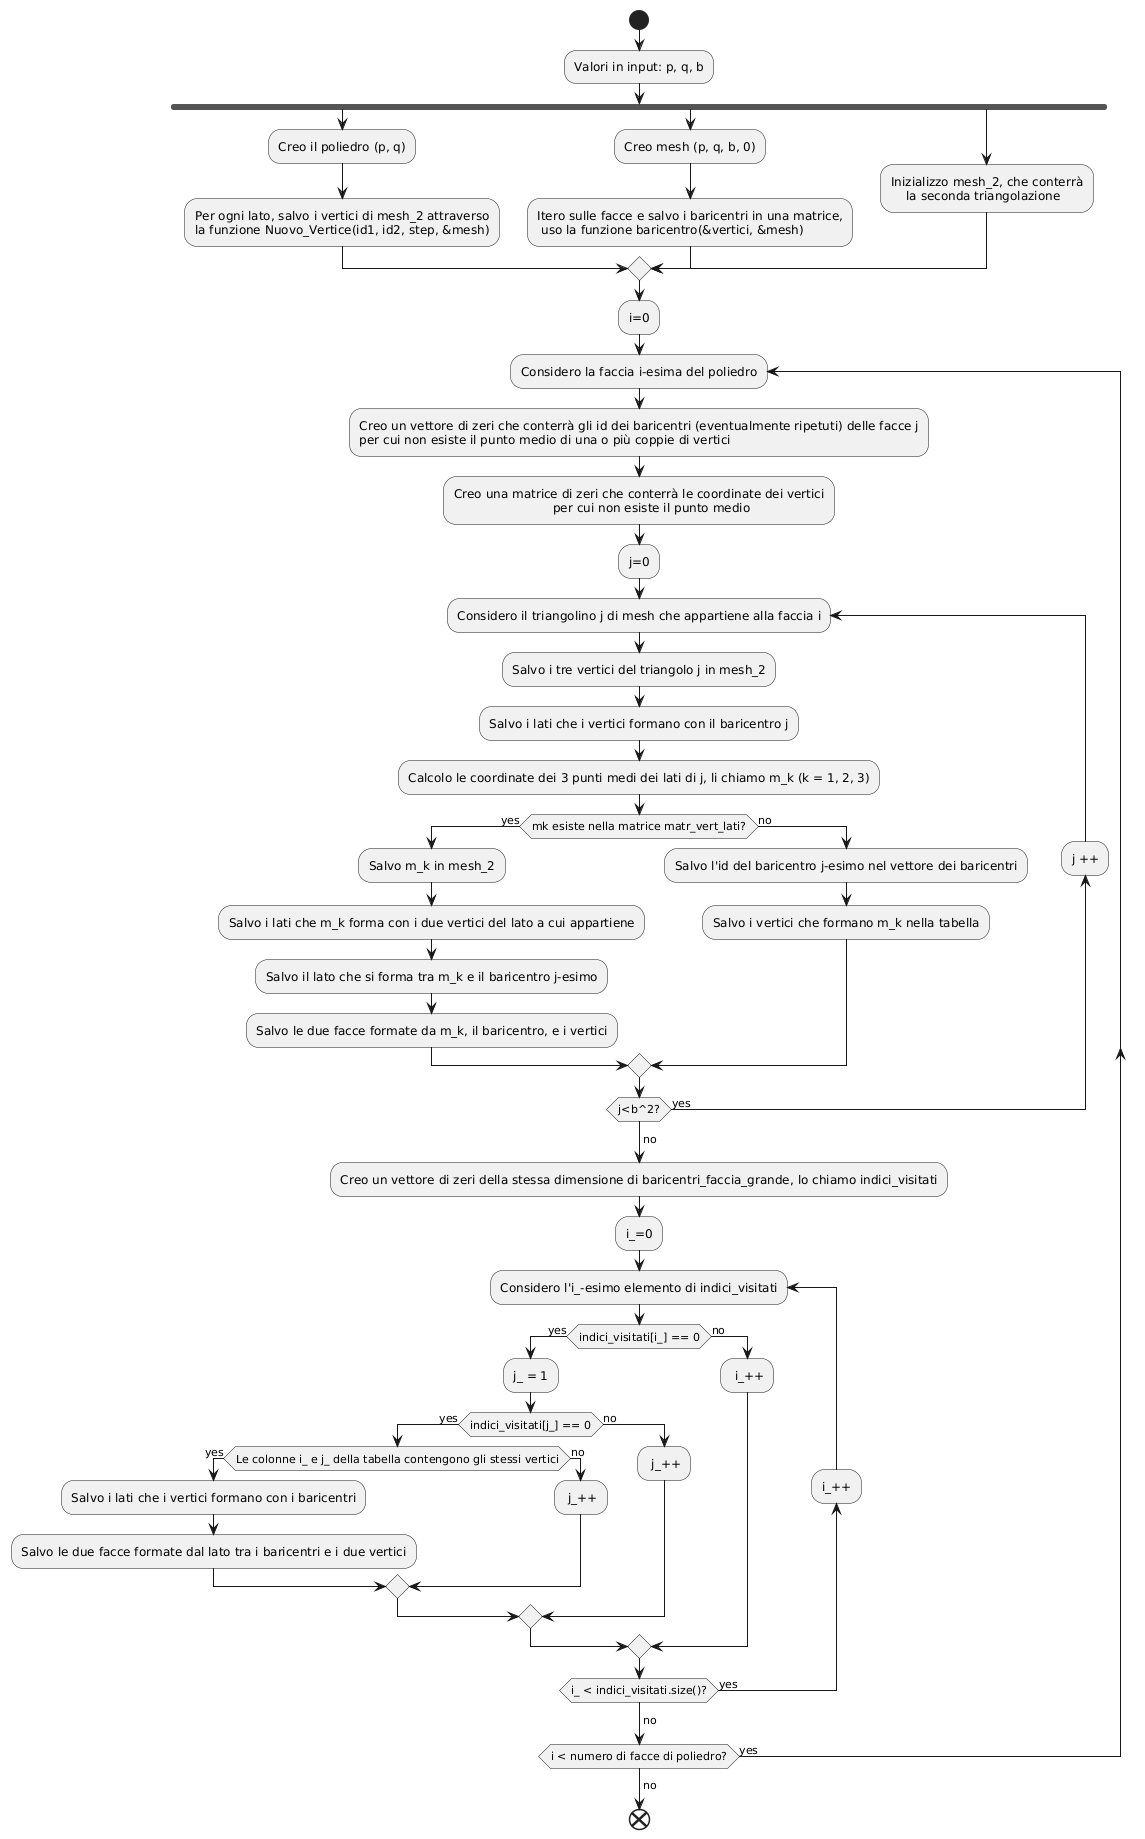 Valori in input: p, q, b
Creo il poliedro (p, q)
Per ogni lato, salvo i vertici di mesh_2 attraverso
la funzione Nuovo_Vertice(id1, id2, step, &mesh)
Creo mesh (p, q, b, 0)
Itero sulle facce e salvo i baricentri in una matrice,
uso la funzione baricentro(&vertici, &mesh)
Inizializzo mesh_2, che conterrà
la seconda triangolazione
i=0
Considero la faccia i-esima del poliedro
Creo un vettore di zeri che conterrà gli id dei baricentri (eventualmente ripetuti) delle facce j
per cui non esiste il punto medio di una o più coppie di vertici
Creo una matrice di zeri che conterrà le coordinate dei vertici
per cui non esiste il punto medio
j=0
Considero il triangolino j di mesh che appartiene alla faccia i
Salvo i tre vertici del triangolo j in mesh_2
Salvo i lati che i vertici formano con il baricentro j
Calcolo le coordinate dei 3 punti medi dei lati di j, li chiamo m_k (k = 1, 2, 3)
yes
mk esiste nella matrice matr_vert_lati?
no
Salvo m_k in mesh_2
Salvo i lati che m_k forma con i due vertici del lato a cui appartiene
Salvo il lato che si forma tra m_k e il baricentro j-esimo
Salvo le due facce formate da m_k, il baricentro, e i vertici
Salvo l'id del baricentro j-esimo nel vettore dei baricentri
Salvo i vertici che formano m_k nella tabella
j ++
j<b^2?
yes
no
Creo un vettore di zeri della stessa dimensione di baricentri_faccia_grande, lo chiamo indici_visitati
i_=0
Considero l'i_-esimo elemento di indici_visitati
yes
indici_visitati[i_] == 0
no
j_ = 1
i_++
yes
indici_visitati[j_] == 0
no
yes
Le colonne i_ e j_ della tabella contengono gli stessi vertici
no
j_++
Salvo i lati che i vertici formano con i baricentri
j_++
i_++
Salvo le due facce formate dal lato tra i baricentri e i due vertici
i_ < indici_visitati.size()?
yes
no
i < numero di facce di poliedro?
yes
no